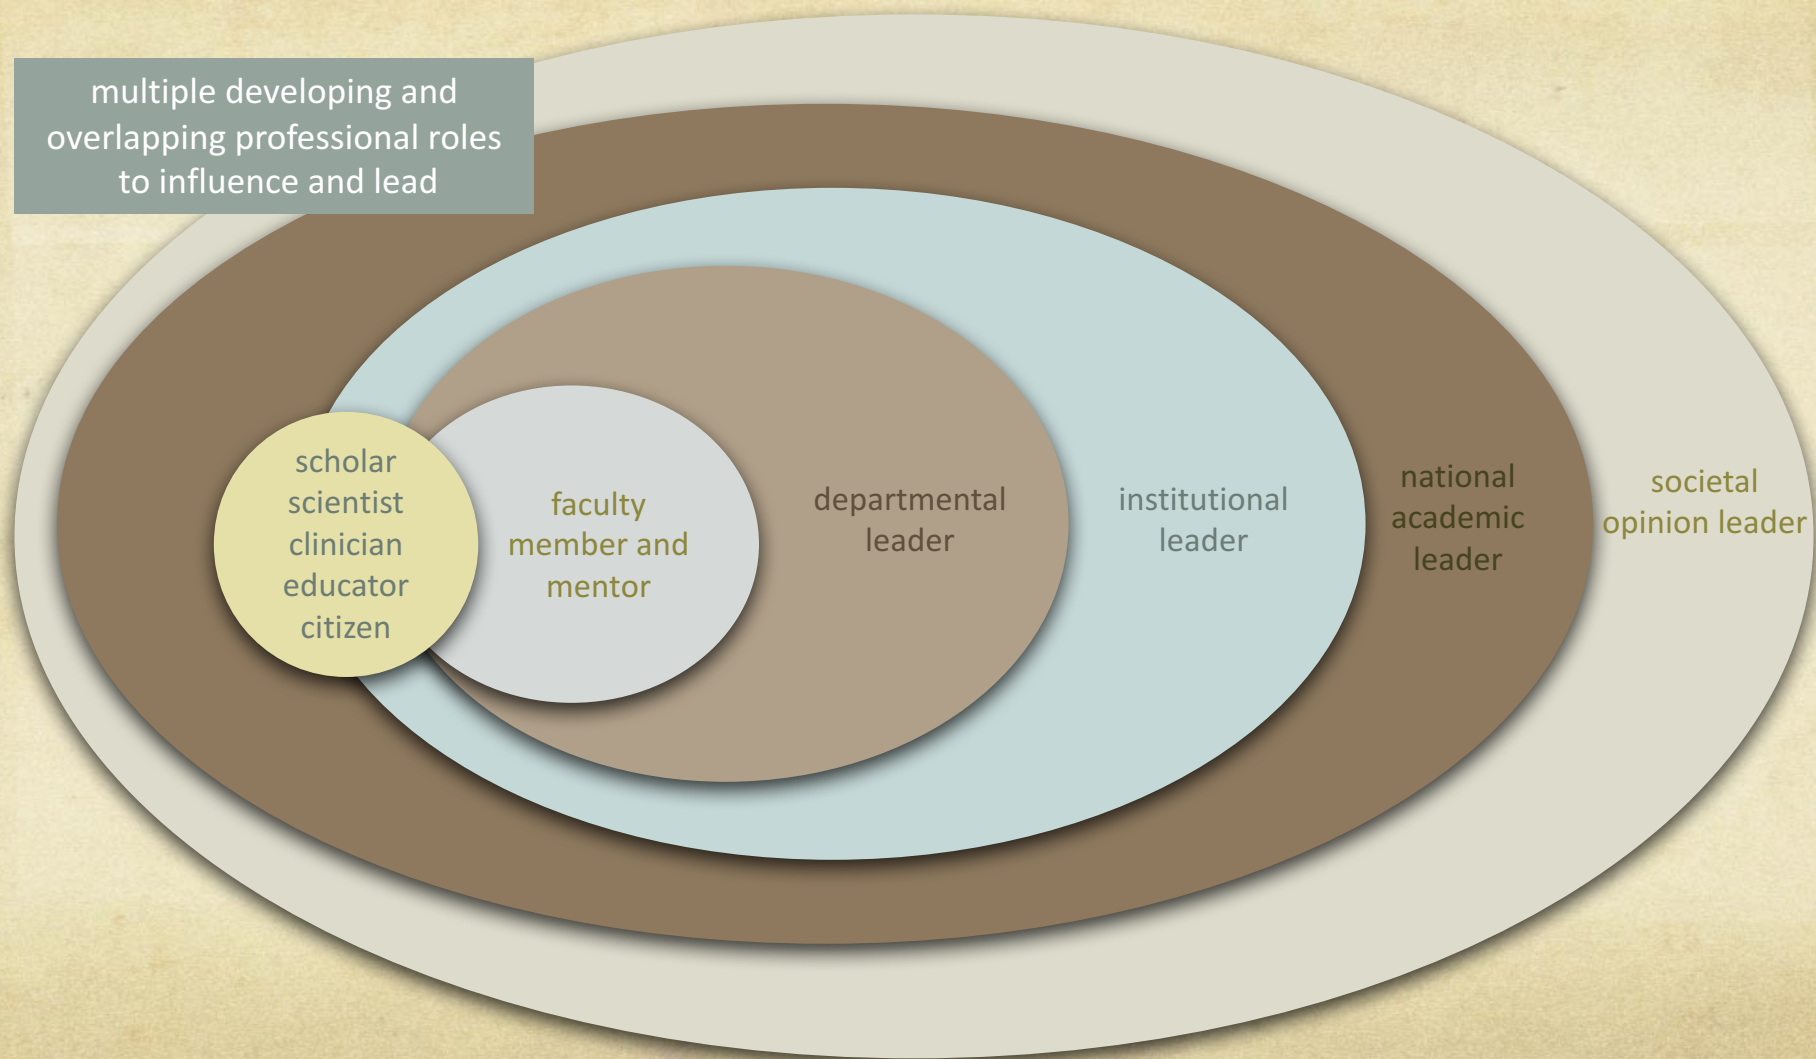 multiple developing and
overlapping professional roles
to influence and lead
scholar
scientist
clinician
educator
citizen
faculty
member and
mentor
departmental
leader
institutional
leader
national
academic
leader
societal
opinion leader